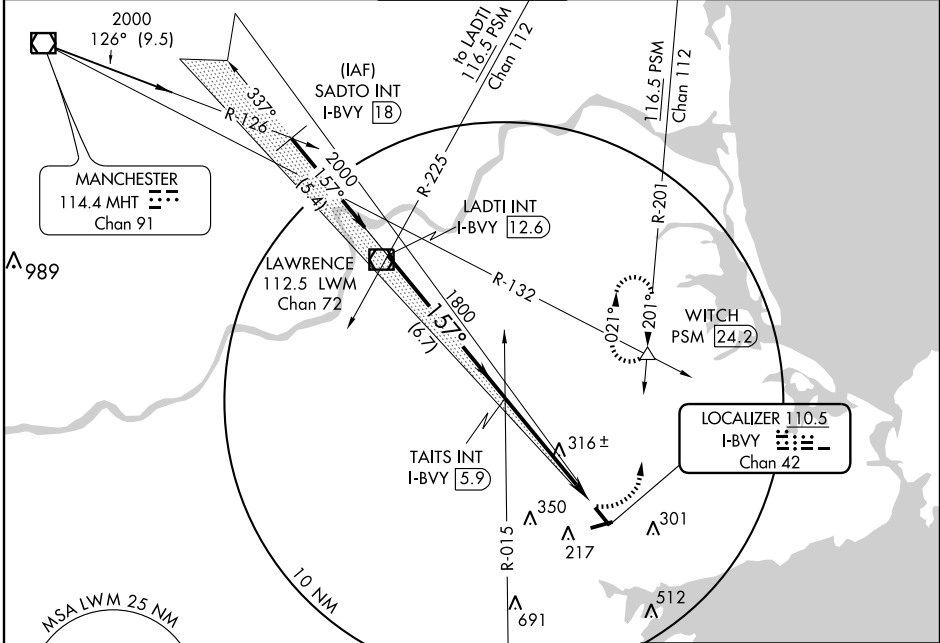 2000
126° (9.5)
(IAF)
SADTO INT
I-BVY 18
to LADTI
116.5 PSM
Chan 112
116.5 PSM
Chan 112
337°
R-126
2000
157°
(5.4)
R-225
R-201
MANCHESTER
114.4 MHT
Chan 91
LADTI INT
I-BVY 12.6
989
LAWRENCE
112.5 LWM
Chan 72
R-132
1800
157°
(6.7)
021°
201°
WITCH
PSM 24.2
LOCALIZER 110.5
I-BVY
Chan 42
TAITS INT
I-BVY 5.9
316 ±
350
301
217
R-015
10 NM
691
512
MSA LWM 25 NM